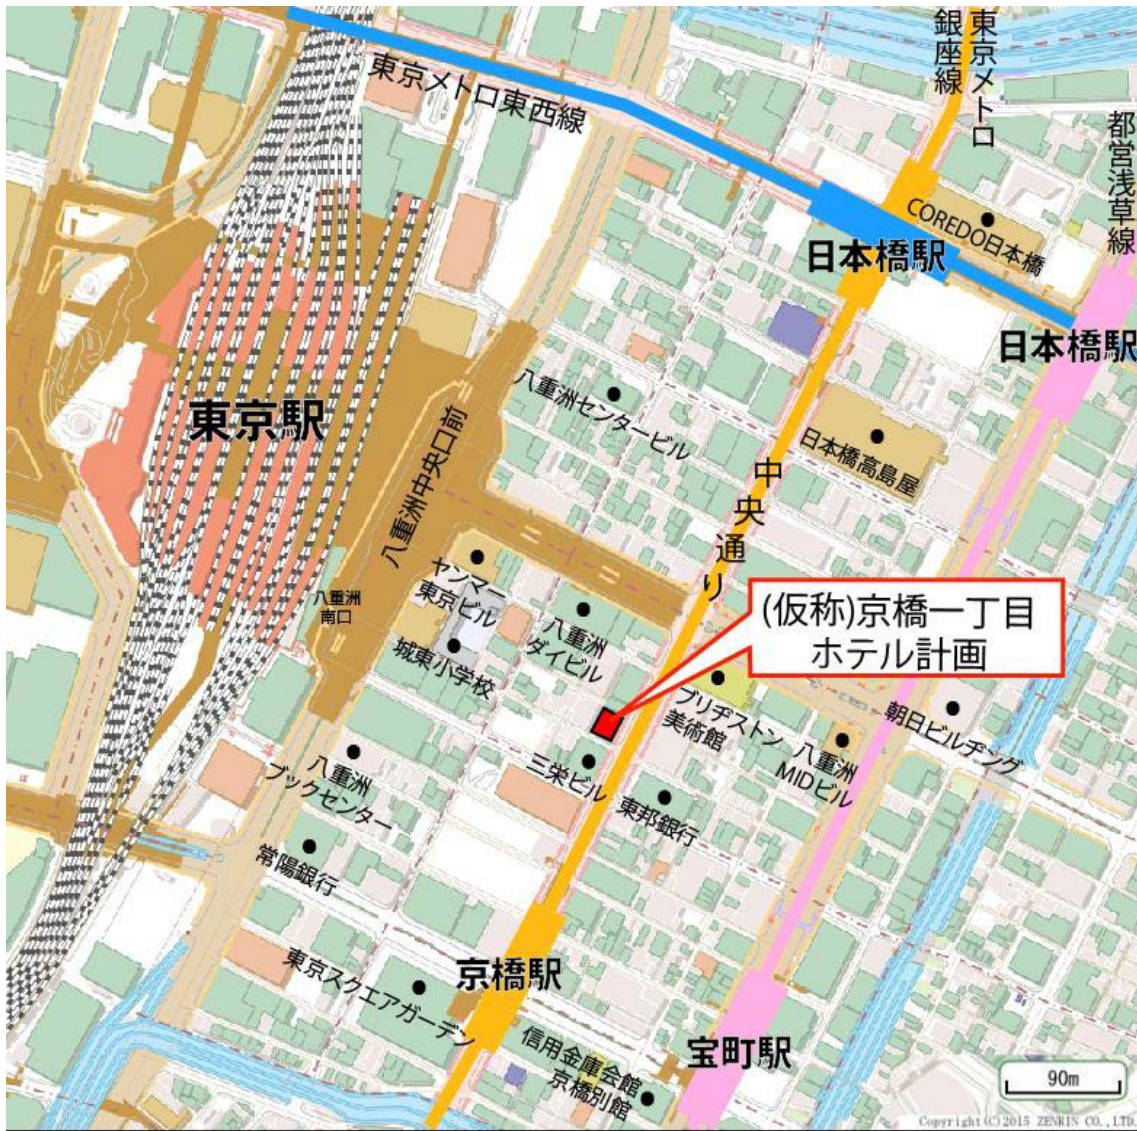 東京メトロ東西線
東京メトロ
銀座線
都営浅草線
COREDO日本橋
日本橋駅
日本橋駅
東京駅
八重洲センタービル
八重洲中央口前
日本橋高島屋
中央通り
ヤンマー
東京ビル
八重洲
南口
八重洲
ダイビル
城東小学校
(仮称)京橋一丁目
ホテル計画
ブリヂストン
美術館
朝日ビルヂング
八重洲
MIDビル
三栄ビル
八重洲
ブックセンター
東邦銀行
常陽銀行
東京スクエアガーデン
京橋駅
信用金庫会館
京橋別館
宝町駅
90m
Copyright (C) 2015 ZENRIN CO., LTD.